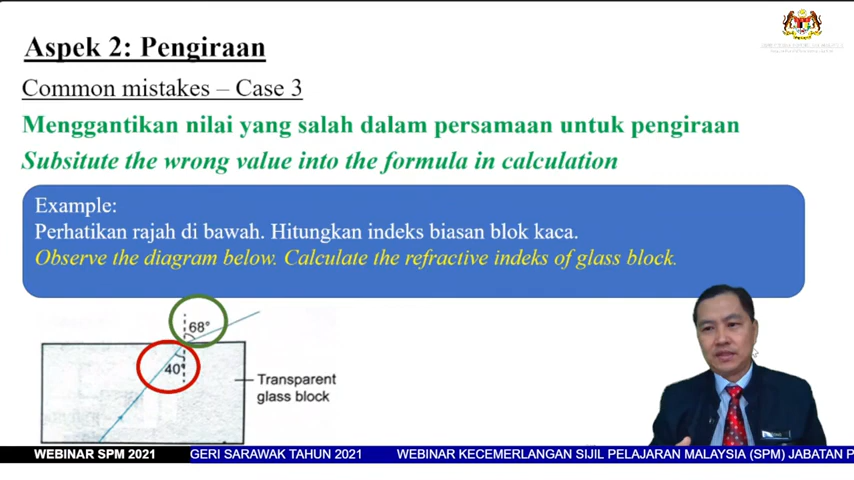 Aspek 2: Pengiraan
Common mistakes – Case 3
Menggantikan nilai yang salah dalam persamaan untuk pengiraan
Subsitute the wrong value into the formula in calculation
Example:
Perhatikan rajah di bawah. Hitungkan indeks biasan blok kaca.
Observe the diagram below. Calculate the refractive indeks of glass block.
68°
40°
Transparent
glass block
WEBINAR SPM 2021 GERI SARAWAK TAHUN 2021 WEBINAR KECEMERLANGAN SIJIL PELAJARAN MALAYSIA (SPM) JABATAN P